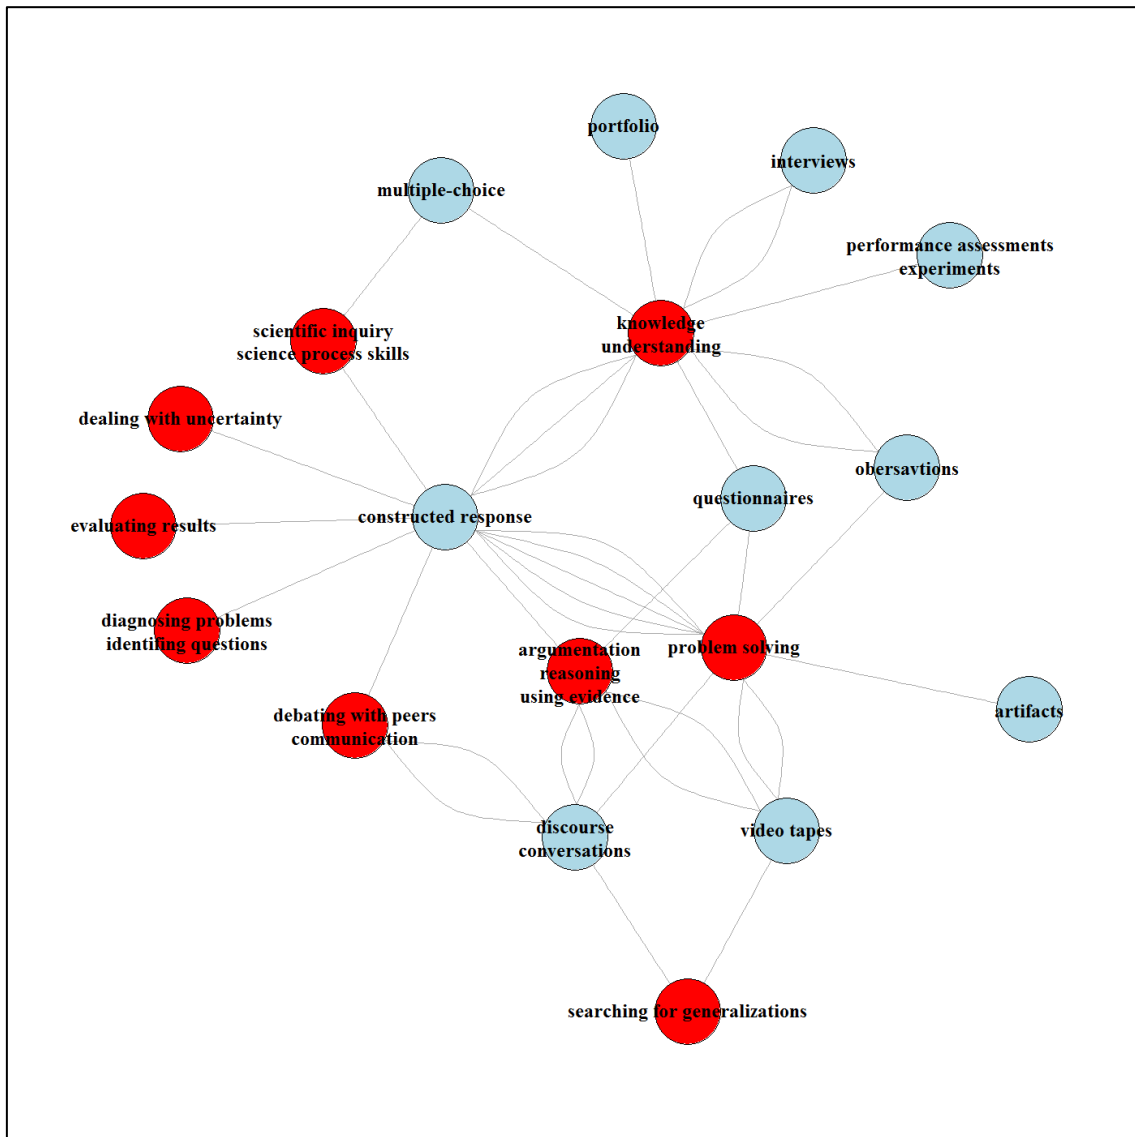 portfolio
interviews
multiple-choice
performance assessments
experiments
knowledge
understanding
scientific inquiry
science process skills
dealing with uncertainty
obersavtions
questionnaires
constructed response
evaluating results
diagnosing problems
identifing questions
argumentation
reasoning
using evidence
problem solving
artifacts
debating with peers
communication
discourse
conversations
video tapes
searching for generalizations